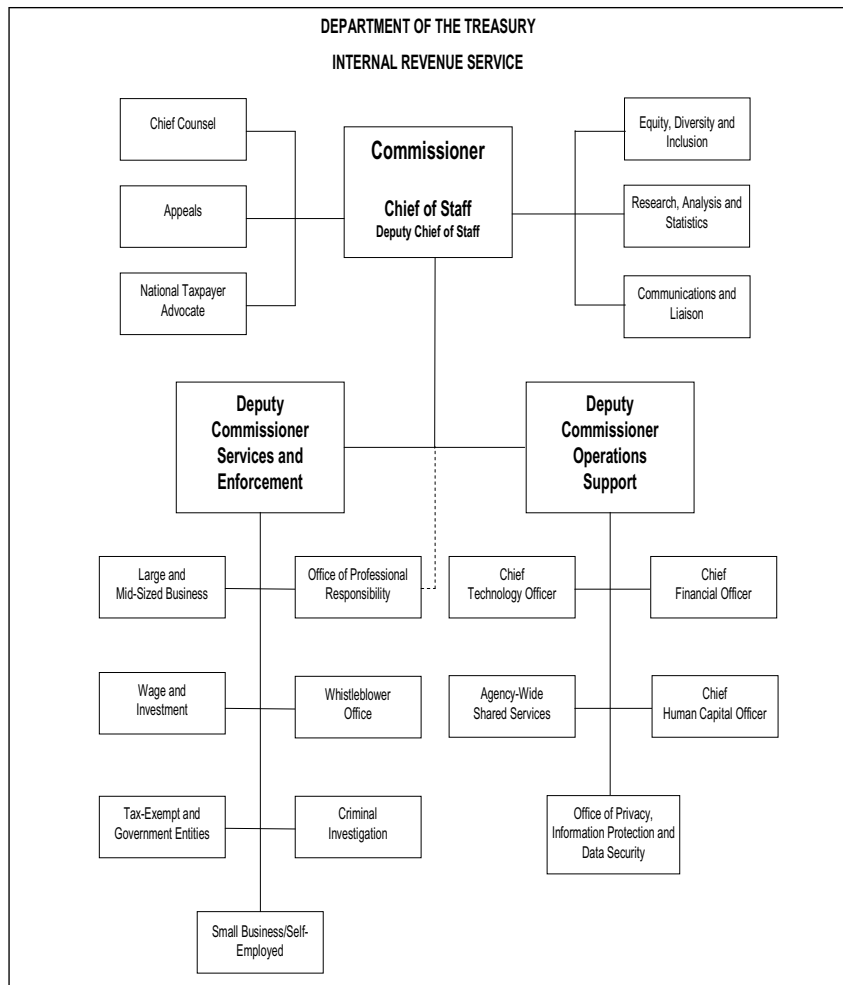 DEPARTMENT OF THE TREASURY
INTERNAL REVENUE SERVICE
Chief Counsel
Appeals
National Taxpayer
Advocate
Commissioner
Chief of Staff
Deputy Chief of Staff
Equity, Diversity and
Inclusion
Research, Analysis and
Statistics
Communications and
Liaison
Deputy
Commissioner
Services and
Enforcement
Deputy
Commissioner
Operations
Support
Large and
Mid-Sized Business
Office of Professional
Responsibility
Chief
Technology Officer
Chief
Financial Officer
Wage and
Investment
Whistleblower
Office
Agency-Wide
Shared Services
Chief
Human Capital Officer
Tax-Exempt and
Government Entities
Criminal
Investigation
Office of Privacy,
Information Protection and
Data Security
Small Business/Self-
Employed